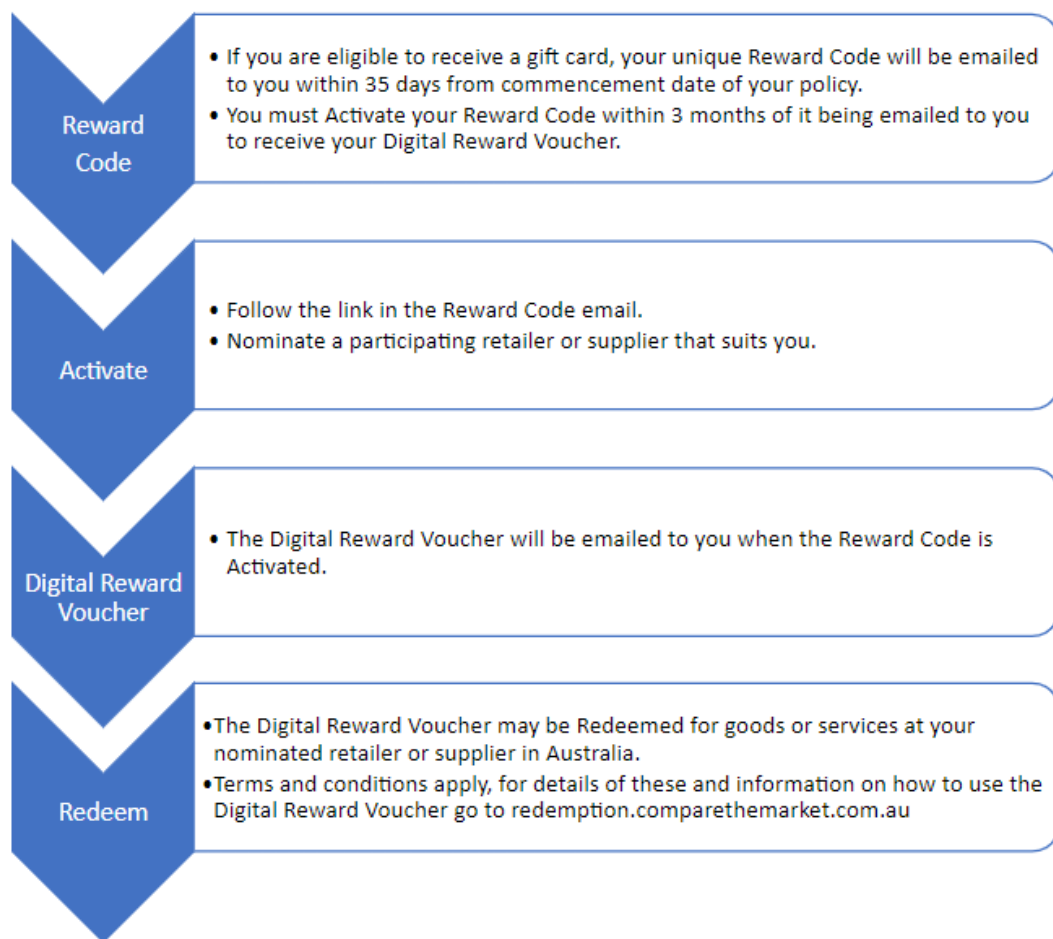 Reward
Code
• If you are eligible to receive a gift card, your unique Reward Code will be emailed
to you within 35 days from commencement date of your policy.
• You must Activate your Reward Code within 3 months of it being emailed to you
to receive your Digital Reward Voucher.
Activate
• Follow the link in the Reward Code email.
• Nominate a participating retailer or supplier that suits you.
Digital Reward
Voucher
• The Digital Reward Voucher will be emailed to you when the Reward Code is
Activated.
Redeem
•The Digital Reward Voucher may be Redeemed for goods or services at your
nominated retailer or supplier in Australia.
•Terms and conditions apply, for details of these and information on how to use the
Digital Reward Voucher go to redemption.comparethemarket.com.au